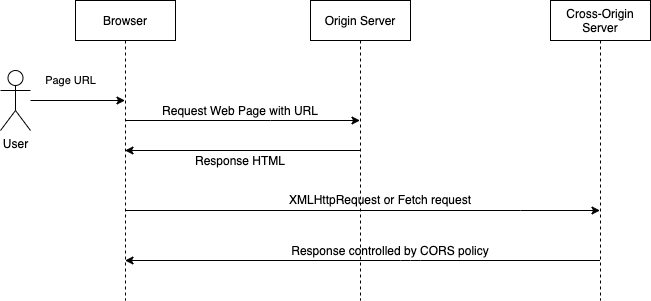 Browser
Origin Server
Cross-Origin
Server
Page URL
Request Web Page with URL
User
Response HTML
XMLHttpRequest or Fetch request
Response controlled by CORS policy